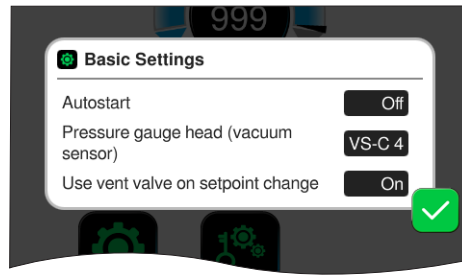 999
Basic Settings
Autostart Off
Pressure gauge head (vacuum
sensor) VS-C 4
Use vent valve on setpoint change On